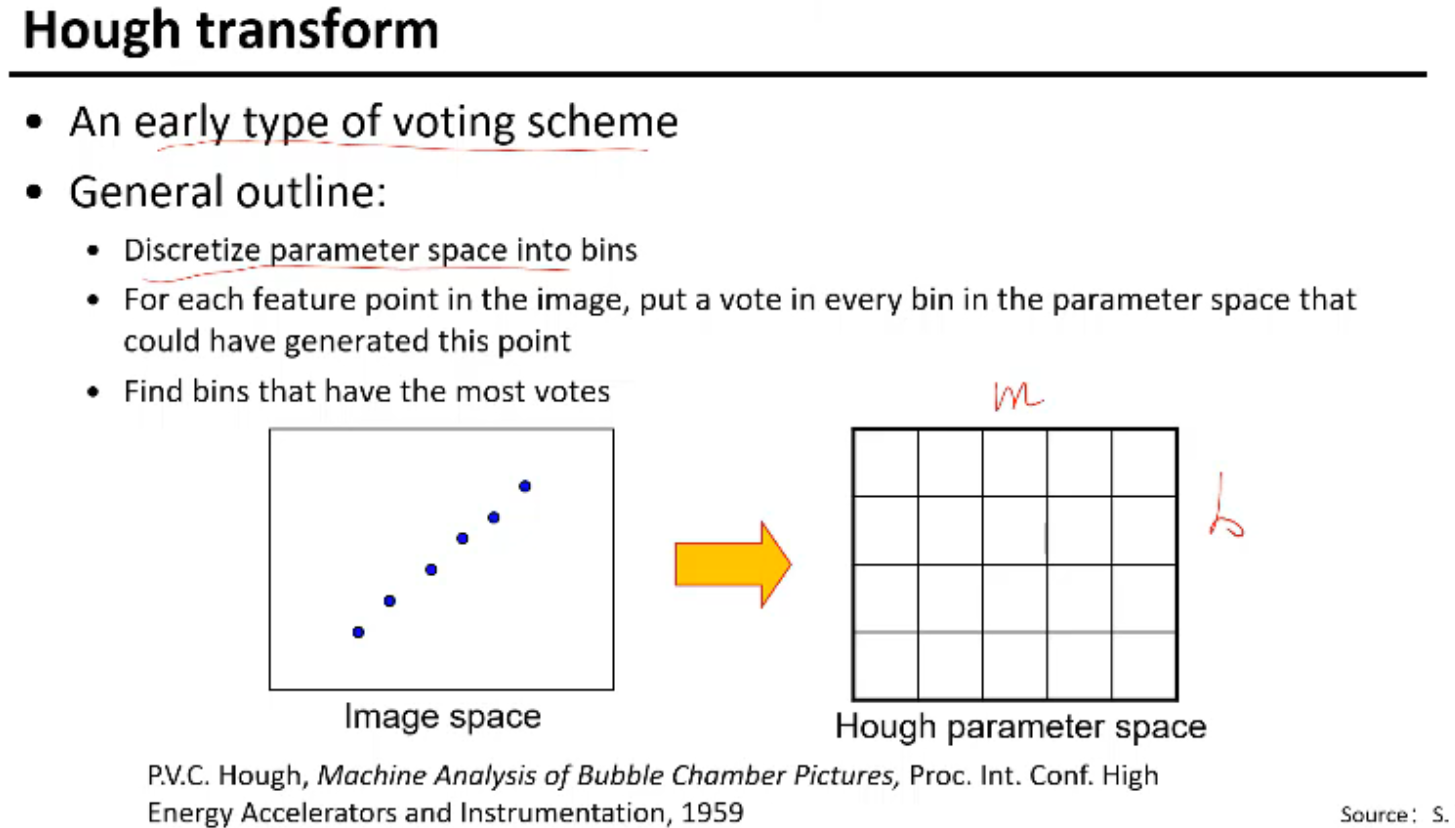 Hough transform
• An early type of voting scheme
• General outline:
• Discretize parameter space into bins
• For each feature point in the image, put a vote in every bin in the parameter space that
could have generated this point
• Find bins that have the most votes
m
b
Image space
Hough parameter space
P.V.C. Hough, Machine Analysis of Bubble Chamber Pictures, Proc. Int. Conf. High
Energy Accelerators and Instrumentation, 1959
Source: S.